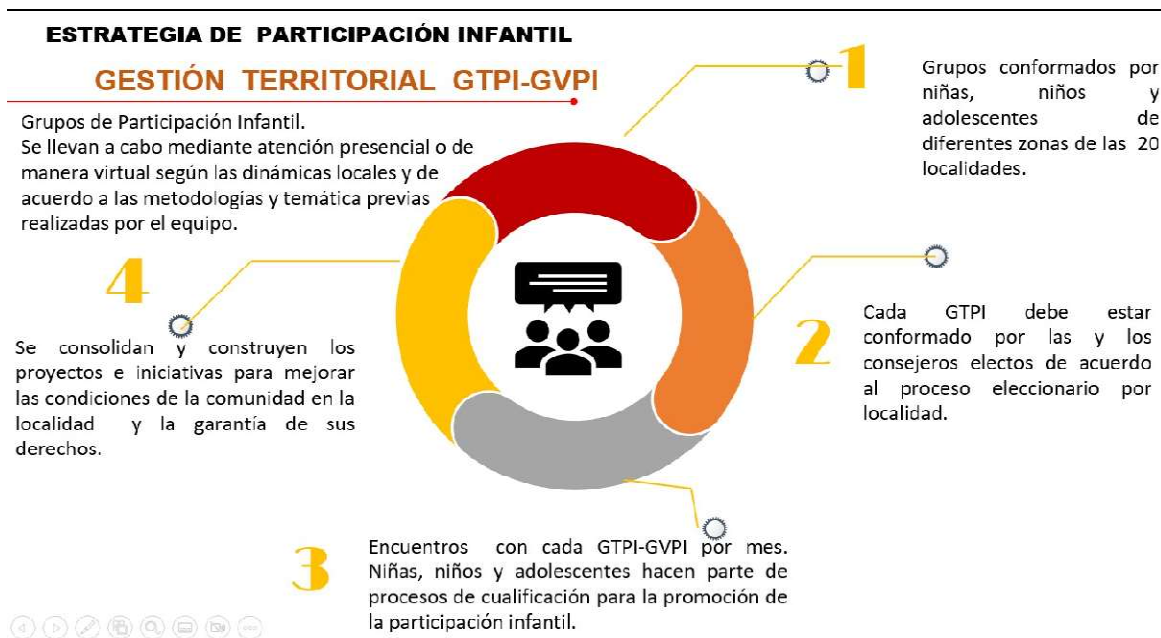 ESTRATEGIA DE PARTICIPACIÓN INFANTIL
GESTIÓN TERRITORIAL GTPI-GVPI
Grupos de Participación Infantil.
Se llevan a cabo mediante atención presencial o de
manera virtual según las dinámicas locales y de
acuerdo a las metodologías y temática previas
realizadas por el equipo.
1
Grupos conformados por
niñas, niños y
adolescentes de
diferentes zonas de las 20
localidades.
2
Cada GTPI debe estar
conformado por las y los
consejeros electos de acuerdo
al proceso eleccionario por
localidad.
3
Encuentros con cada GTPI-GVPI por mes.
Niñas, niños y adolescentes hacen parte de
procesos de cualificación para la promoción de
la participación infantil.
4
Se consolidan y construyen los
proyectos e iniciativas para mejorar
las condiciones de la comunidad en la
localidad y la garantía de sus
derechos.